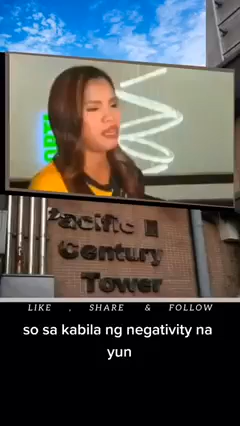 Pacific
Century
Tower
LIKE , SHARE & FOLLOW
so sa kabila ng negativity na
yun